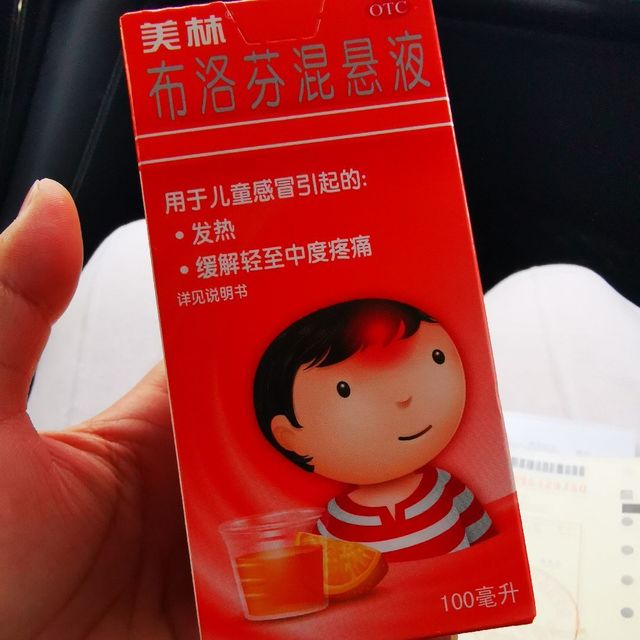 美林
OTC
布洛芬混悬液
用于儿童感冒引起的:
• 发热
• 缓解轻至中度疼痛
详见说明书
100毫升